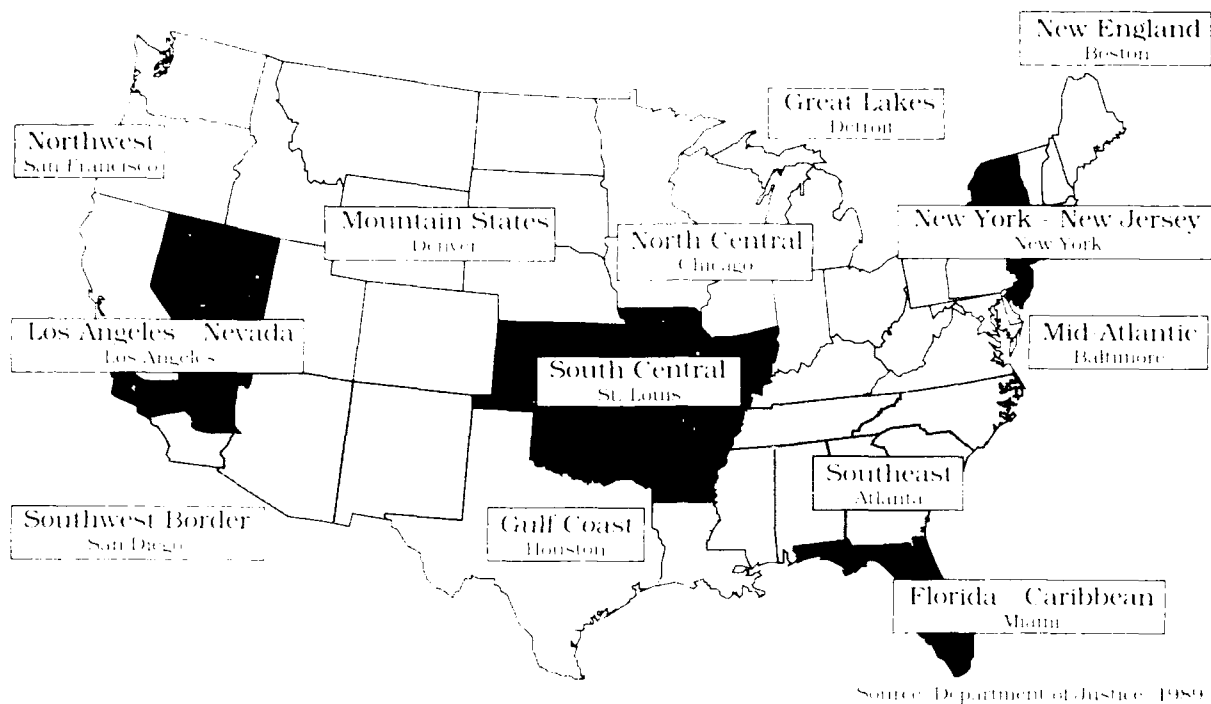 New England
Boston
Great Lakes
Detroit
Northwest
San Francisco
Mountain States
Denver
North Central
Chicago
New York - New Jersey
New York
Los Angeles - Nevada
Los Angeles
South Central
St. Louis
Mid-Atlantic
Baltimore
Southeast
Atlanta
Southwest Border
San Diego
Gulf Coast
Houston
Florida - Caribbean
Miami
Source: Department of Justice, 1989